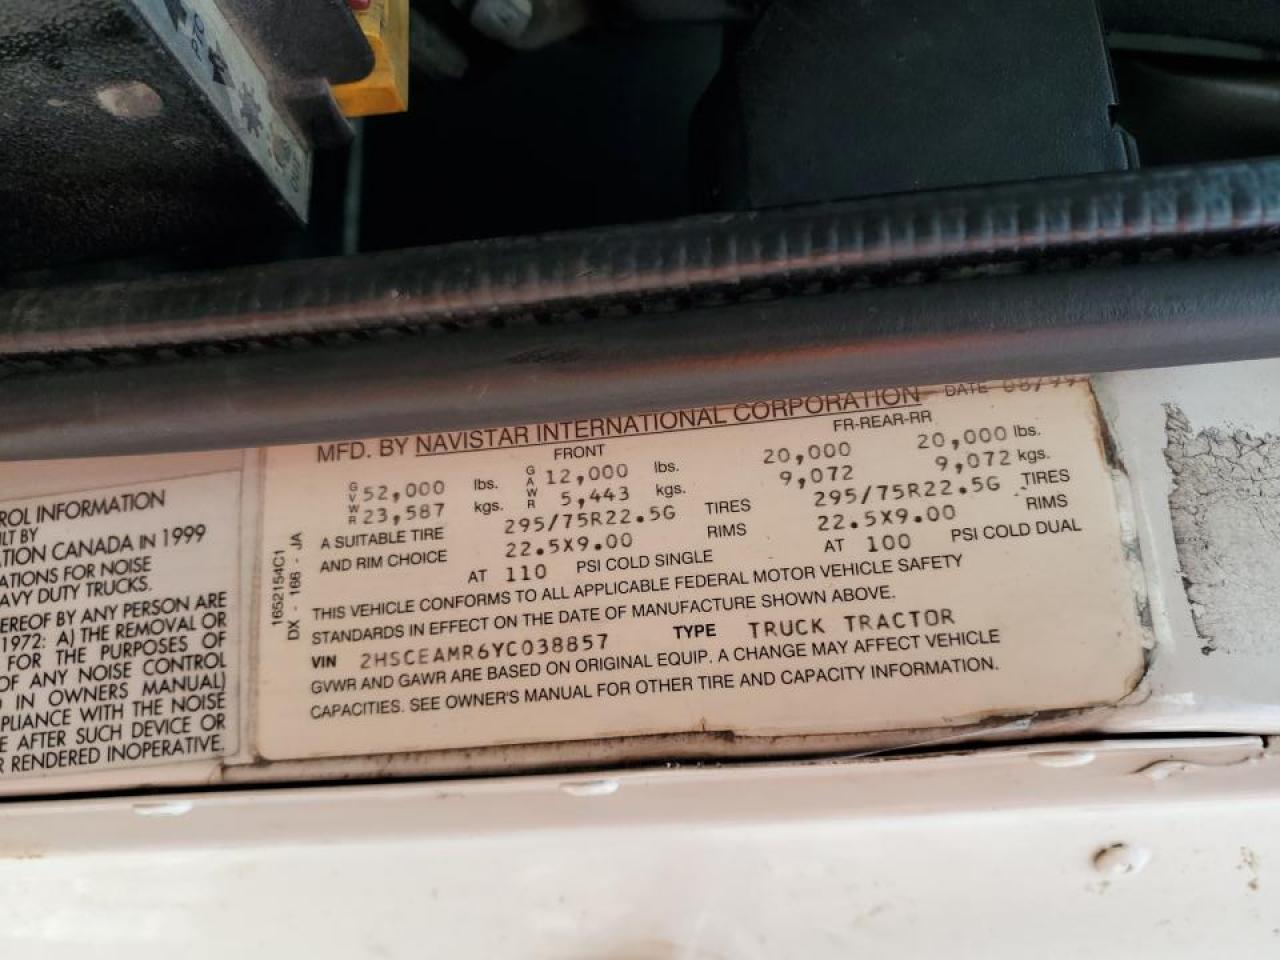 PTO
ROL INFORMATION
ILT BY
ATION CANADA IN 1999
ATIONS FOR NOISE
AVY DUTY TRUCKS.
EREOF BY ANY PERSON ARE
1972: A) THE REMOVAL OR
FOR THE PURPOSES OF
OF ANY NOISE CONTROL
D IN OWNERS MANUAL)
PLIANCE WITH THE NOISE
E AFTER SUCH DEVICE OR
R RENDERED INOPERATIVE.
1652154C1
DX - 166 - JA
MFD. BY NAVISTAR INTERNATIONAL CORPORATION DATE 08/99
FRONT FR-REAR-RR
GVWR 52,000 lbs. GAWR 12,000 lbs. 20,000 20,000 lbs.
23,587 kgs. 5,443 kgs. 9,072 9,072 kgs.
A SUITABLE TIRE 295/75R22.5G TIRES 295/75R22.5G TIRES
AND RIM CHOICE 22.5X9.00 RIMS 22.5X9.00 RIMS
AT 110 PSI COLD SINGLE AT 100 PSI COLD DUAL
THIS VEHICLE CONFORMS TO ALL APPLICABLE FEDERAL MOTOR VEHICLE SAFETY
STANDARDS IN EFFECT ON THE DATE OF MANUFACTURE SHOWN ABOVE.
VIN 2HSCEAMR6YC038857 TYPE TRUCK TRACTOR
GVWR AND GAWR ARE BASED ON ORIGINAL EQUIP. A CHANGE MAY AFFECT VEHICLE
CAPACITIES. SEE OWNER'S MANUAL FOR OTHER TIRE AND CAPACITY INFORMATION.